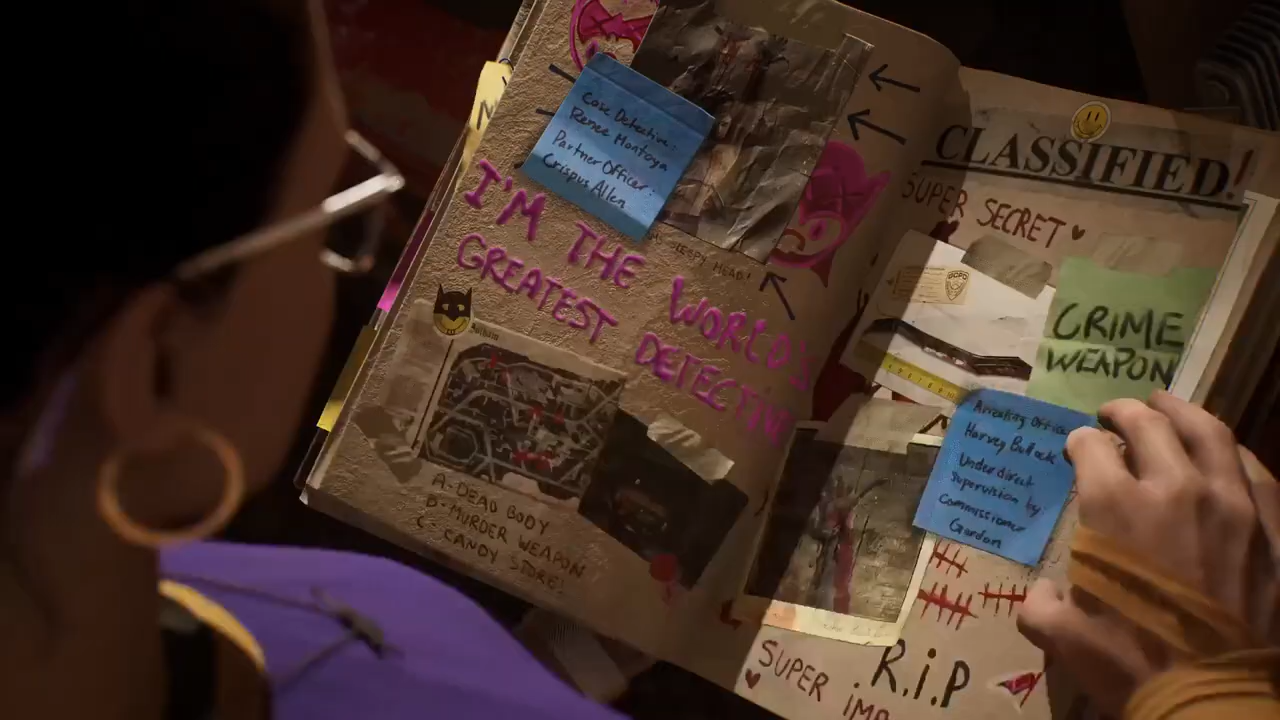 Case Detective:
Renee Montoya
Partner Officer:
Crispus Allen
I'M THE WORLD'S
GREATEST DETECTIVE
A-DEAD BODY
B-MURDER WEAPON
C-CANDY STORE!
CLASSIFIED!
SUPER SECRET
GCPD
CRIME
WEAPON
Arresting Officer
Harvey Bullock
Under direct
supervision by
Commissioner
Gordon
R.i.P
SUPER